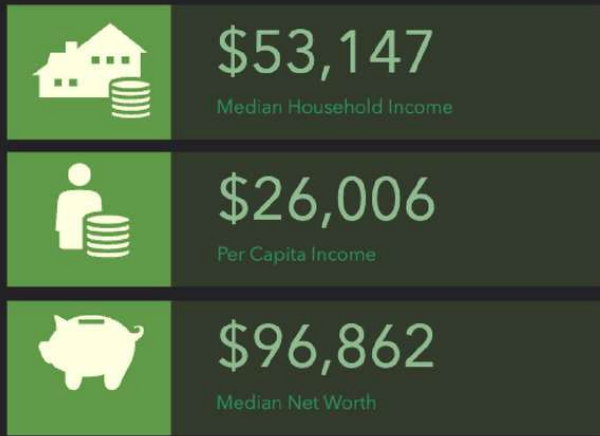 $53,147
Median Household Income
$26,006
Per Capita Income
$96,862
Median Net Worth